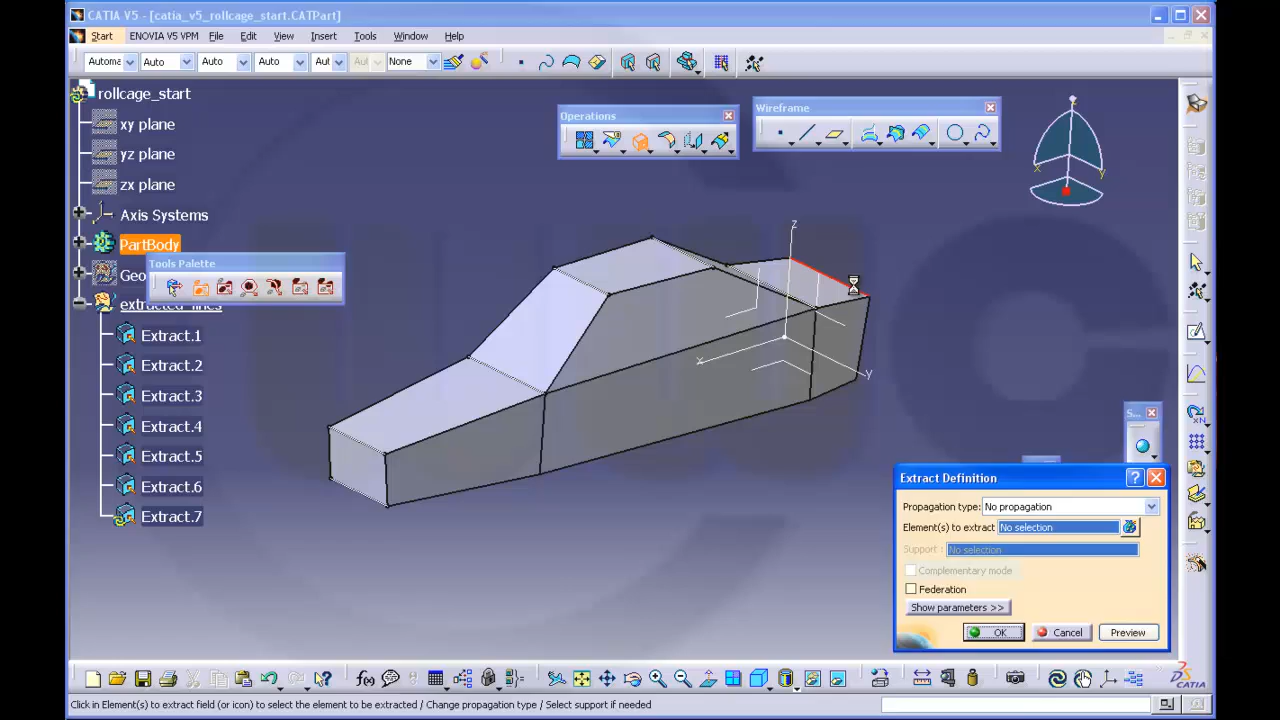 CATIA V5 - [catia_v5_rollcage_start.CATPart]
Start ENOVIA V5 VPM File Edit View Insert Tools Window Help
Automa Auto Auto Auto Aut Aut None
rollcage_start
xy plane
yz plane
zx plane
Axis Systems
PartBody
Geo
Tools Palette
extracted_lines
Extract.1
Extract.2
Extract.3
Extract.4
Extract.5
Extract.6
Extract.7
Operations
Wireframe
z
x
y
x
y
S...
Extract Definition
Propagation type: No propagation
Element(s) to extract No selection
Support : No selection
Complementary mode
Federation
Show parameters >>
OK Cancel Preview
f(x)
CATIA
Click in Element(s) to extract field (or icon) to select the element to be extracted / Change propagation type / Select support if needed